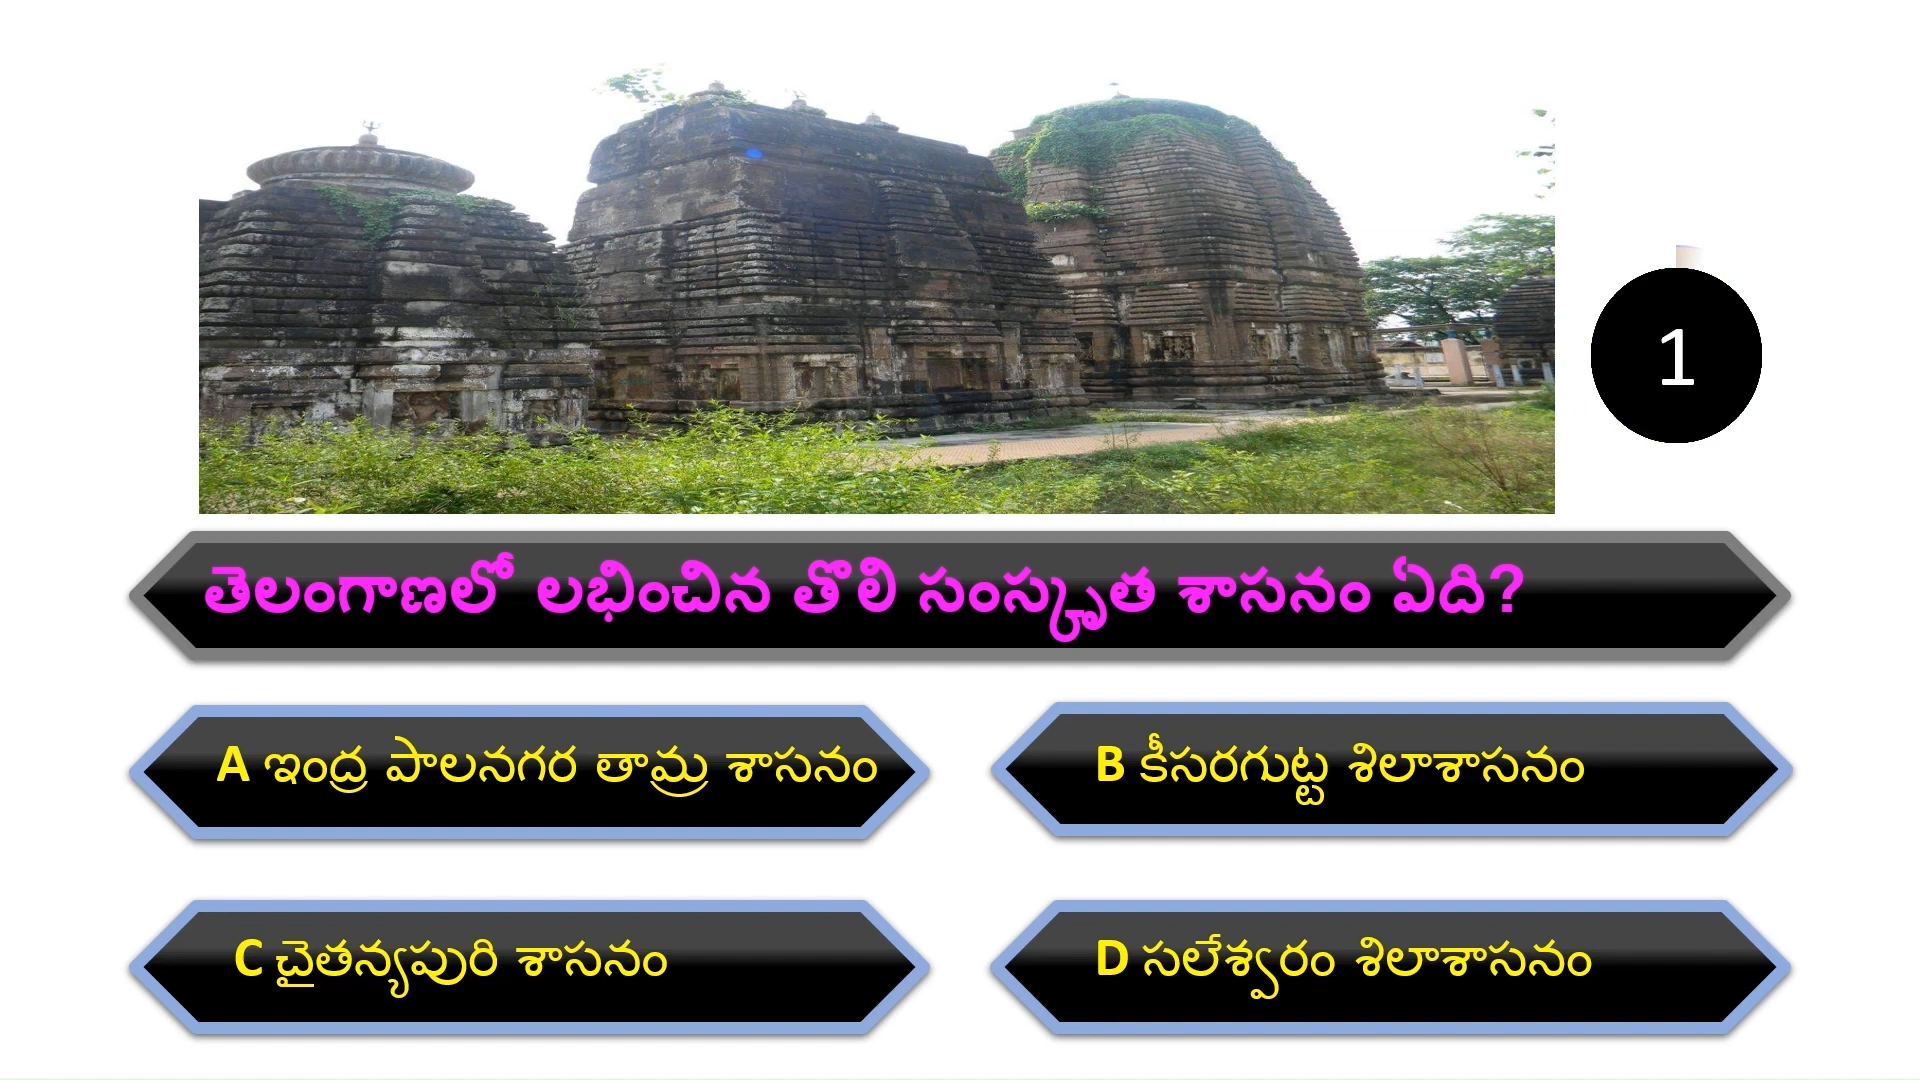 1
తెలంగాణలో లభించిన తొలి సంస్కృత శాసనం ఏది?
A ఇంద్ర పాలనగర తామ్ర శాసనం
B కీసరగుట్ట శిలాశాసనం
C చైతన్యపురి శాసనం
D సలేశ్వరం శిలాశాసనం